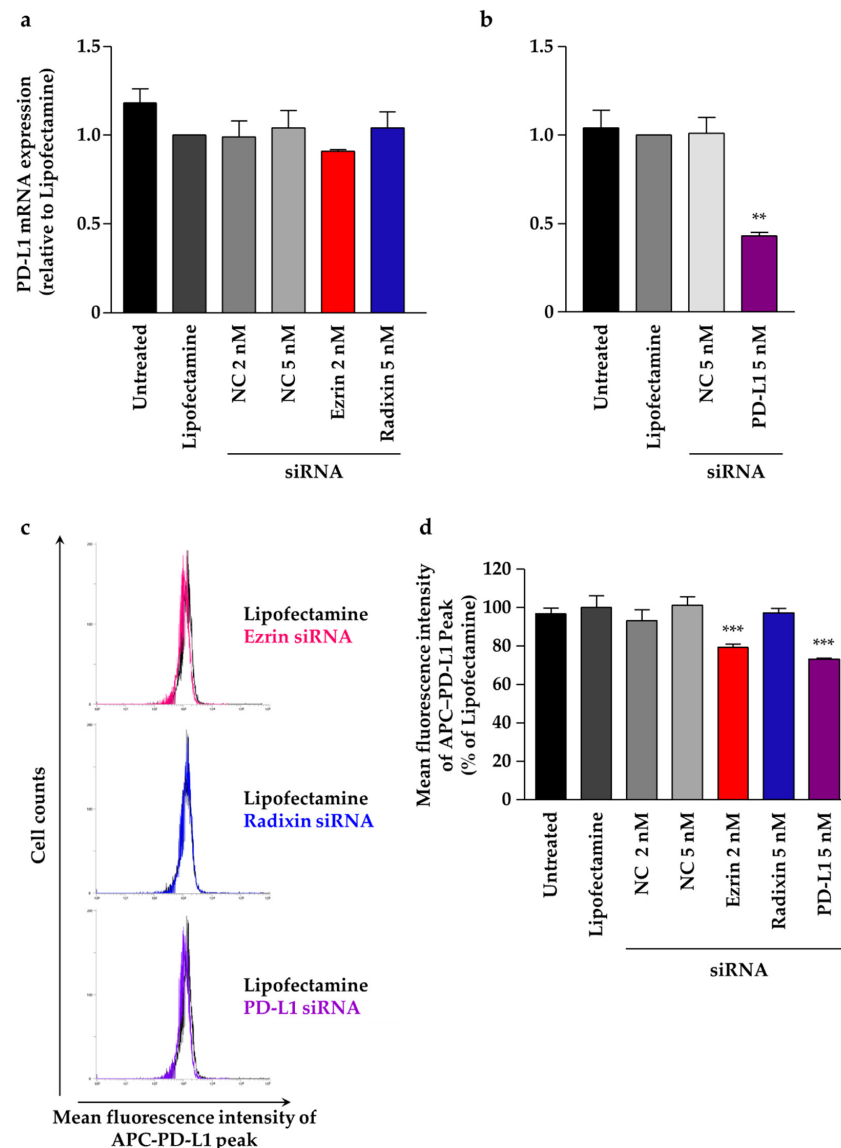 a
PD-L1 mRNA expression
(relative to Lipofectamine)
1.5
1.0
0.5
0
Untreated
Lipofectamine
NC 2 nM
NC 5 nM
Ezrin 2 nM
Radixin 5 nM
siRNA
b
1.5
1.0
0.5
0
**
Untreated
Lipofectamine
NC 5 nM
PD-L1 5 nM
siRNA
c
Cell counts
Lipofectamine
Ezrin siRNA
Lipofectamine
Radixin siRNA
Lipofectamine
PD-L1 siRNA
Mean fluorescence intensity of
APC-PD-L1 peak
d
Mean fluorescence intensity
of APC–PD-L1 Peak
(% of Lipofectamine)
120
100
80
60
40
20
0
***
***
Untreated
Lipofectamine
NC 2 nM
NC 5 nM
Ezrin 2 nM
Radixin 5 nM
PD-L1 5 nM
siRNA